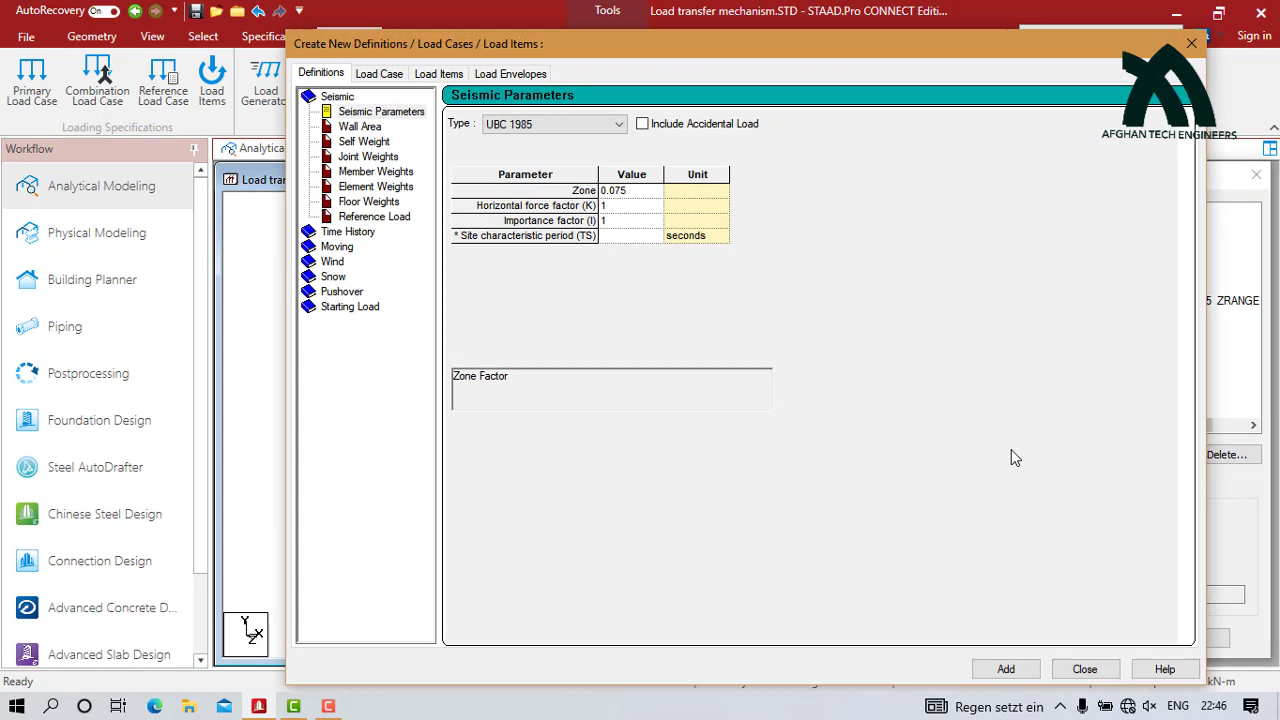 AutoRecovery
Tools
Load transfer mechanism.STD - STAAD.Pro CONNECT Editi...
File
Geometry
View
Select
Specifica
Sign in
Create New Definitions / Load Cases / Load Items :
Primary
Load Case
Combination
Load Case
Reference
Load Case
Load
Items
Load
Generato
Loading Specifications
Definitions
Load Case
Load Items
Load Envelopes
Seismic
Seismic Parameters
Wall Area
Self Weight
Joint Weights
Member Weights
Element Weights
Floor Weights
Reference Load
Time History
Moving
Wind
Snow
Pushover
Starting Load
Seismic Parameters
Type :
UBC 1985
Include Accidental Load
Parameter Value Unit
Zone 0.075
Horizontal force factor (K) 1
Importance factor (I) 1
* Site characteristic period (TS) seconds
Zone Factor
Add
Close
Help
AFGHAN TECH ENGINEERS
Workflow
Analytica
Load tran
Analytical Modeling
Physical Modeling
Building Planner
Piping
Postprocessing
Foundation Design
Steel AutoDrafter
Chinese Steel Design
Connection Design
Advanced Concrete D...
Advanced Slab Design
Y
X
Z
5 ZRANGE
Delete...
Ready
kN-m
Regen setzt ein
ENG
22:46